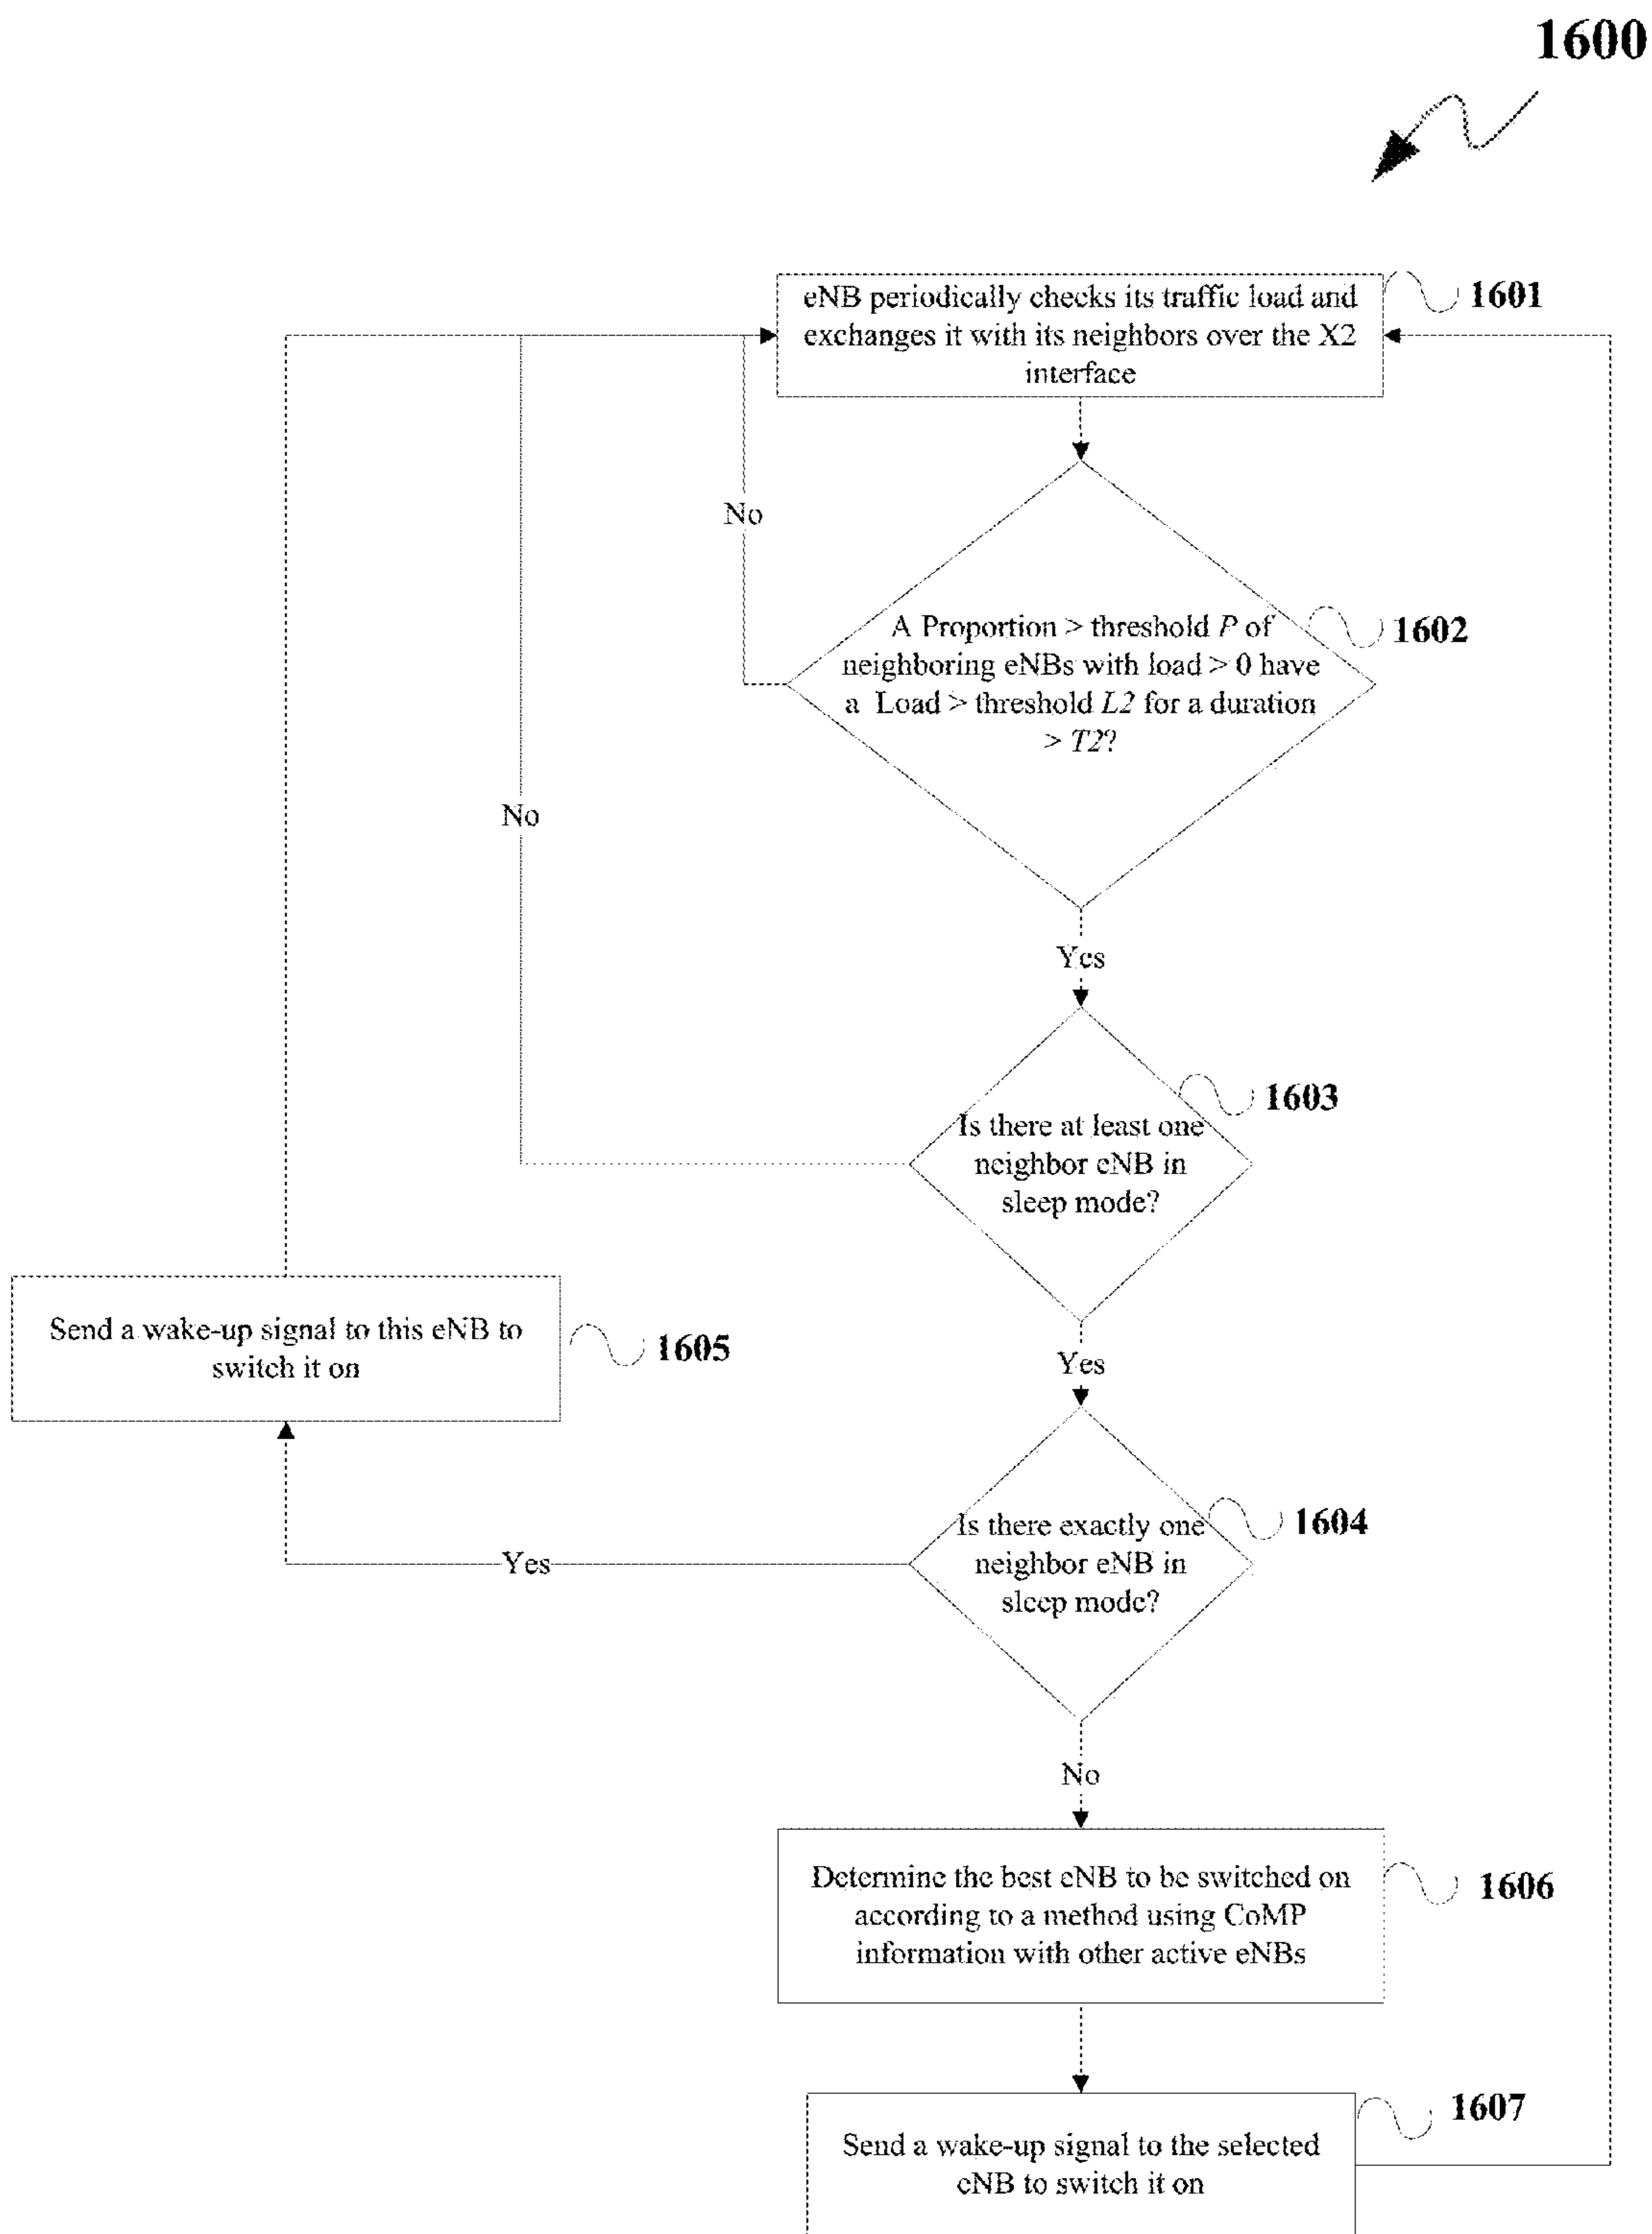 1600
eNB periodically checks its traffic load and
exchanges it with its neighbors over the X2
interface
1601
No
A Proportion > threshold P of
neighboring eNBs with load > 0 have
a Load > threshold L2 for a duration
> T2?
1602
No
Yes
Is there at least one
neighbor eNB in
sleep mode?
1603
Send a wake-up signal to this eNB to
switch it on
1605
Yes
Is there exactly one
neighbor eNB in
sleep mode?
1604
Yes
No
Determine the best eNB to be switched on
according to a method using CoMP
information with other active eNBs
1606
Send a wake-up signal to the selected
eNB to switch it on
1607